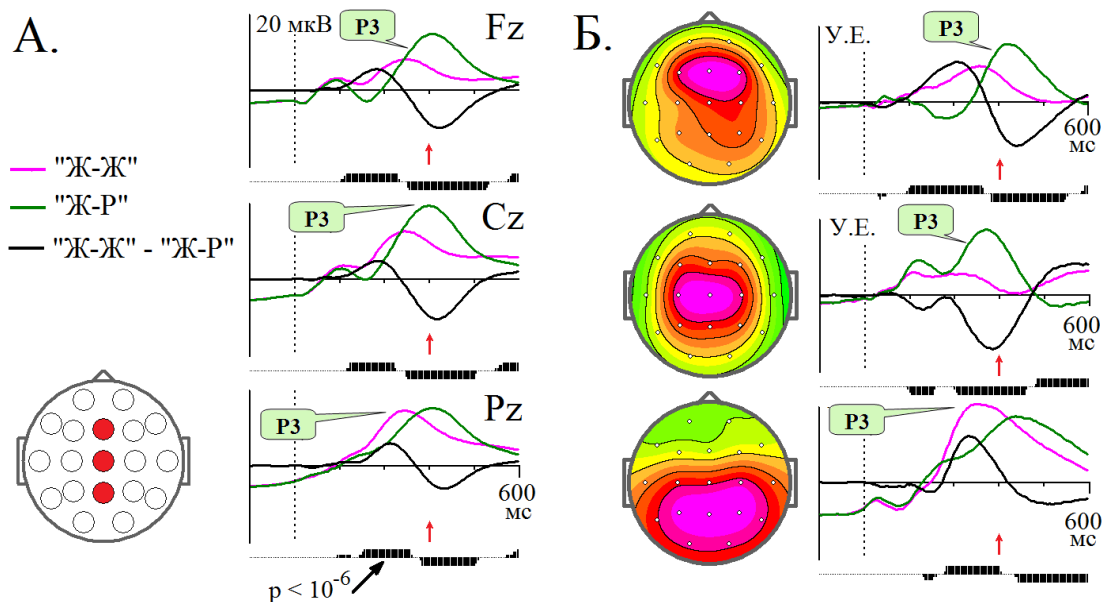 А.
20 мкВ
P3
Fz
"Ж-Ж"
"Ж-Р"
"Ж-Ж" - "Ж-Р"
P3
Cz
P3
Pz
600
мс
p < 10^-6
Б.
У.Е.
P3
600
мс
У.Е.
P3
600
мс
P3
600
мс